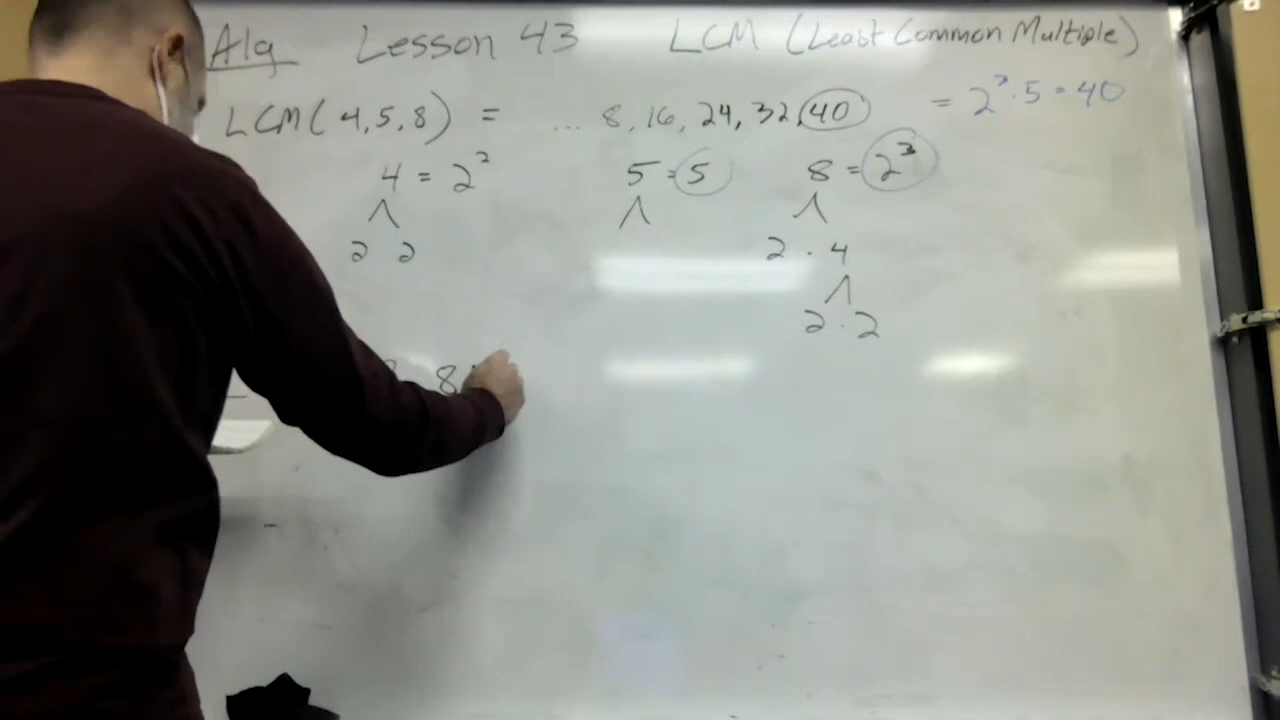 Alg Lesson 43 LCM (Least Common Multiple)
LCM(4,5,8) = ... 8, 16, 24, 32, 40 = 2³·5=40
4 = 2² 5=5 8=2³
2 2 2 · 4
2 · 2
8